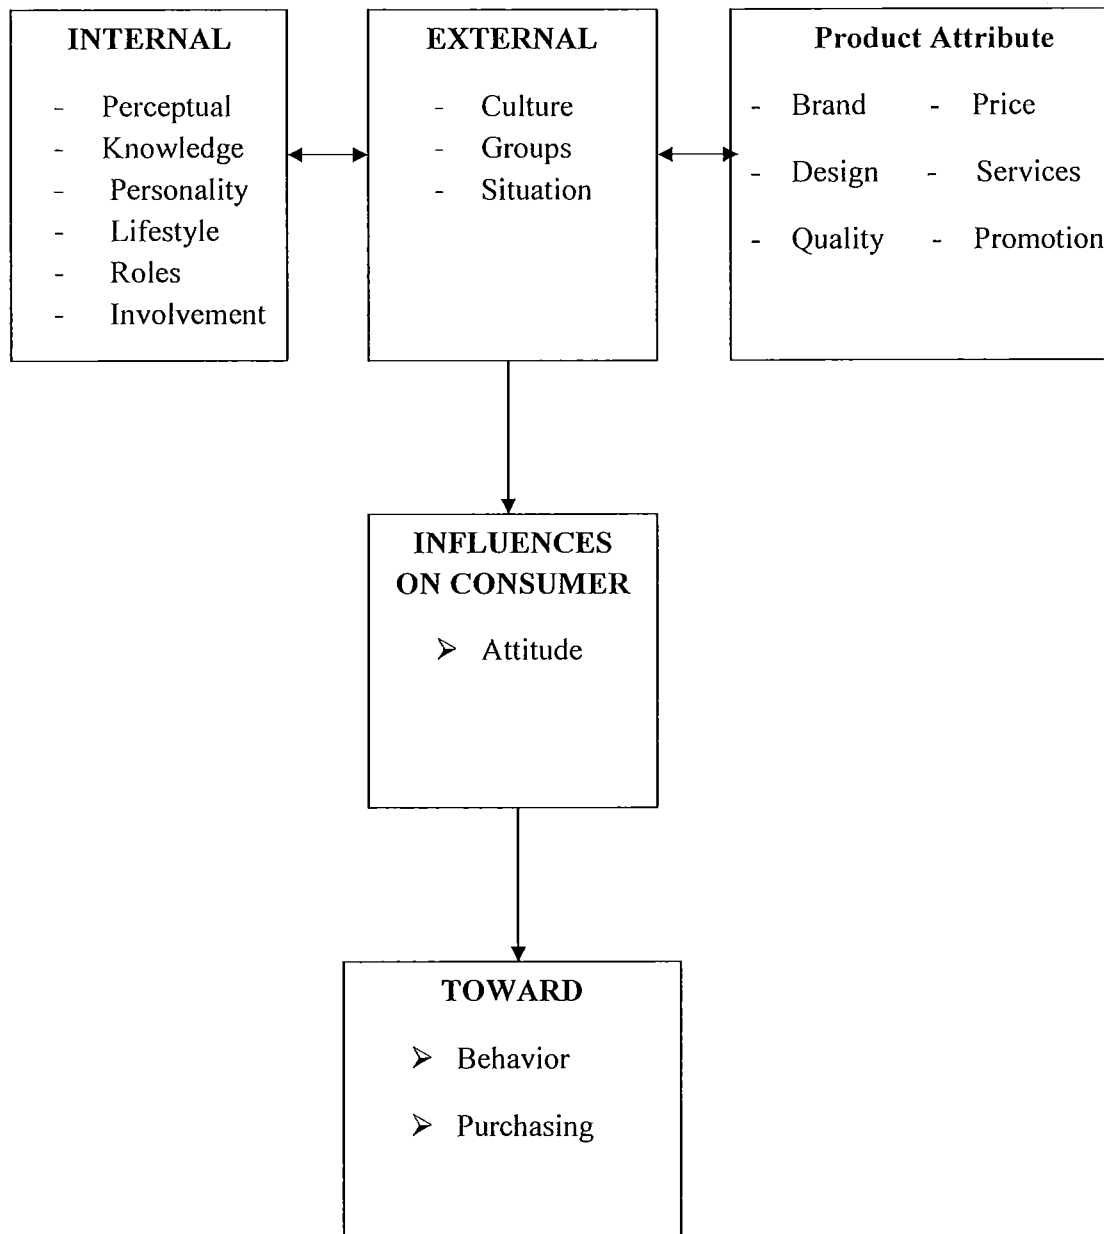 INTERNAL
- Perceptual
- Knowledge
- Personality
- Lifestyle
- Roles
- Involvement
EXTERNAL
- Culture
- Groups
- Situation
Product Attribute
- Brand - Price
- Design - Services
- Quality - Promotion
INFLUENCES
ON CONSUMER
➢ Attitude
TOWARD
➢ Behavior
➢ Purchasing